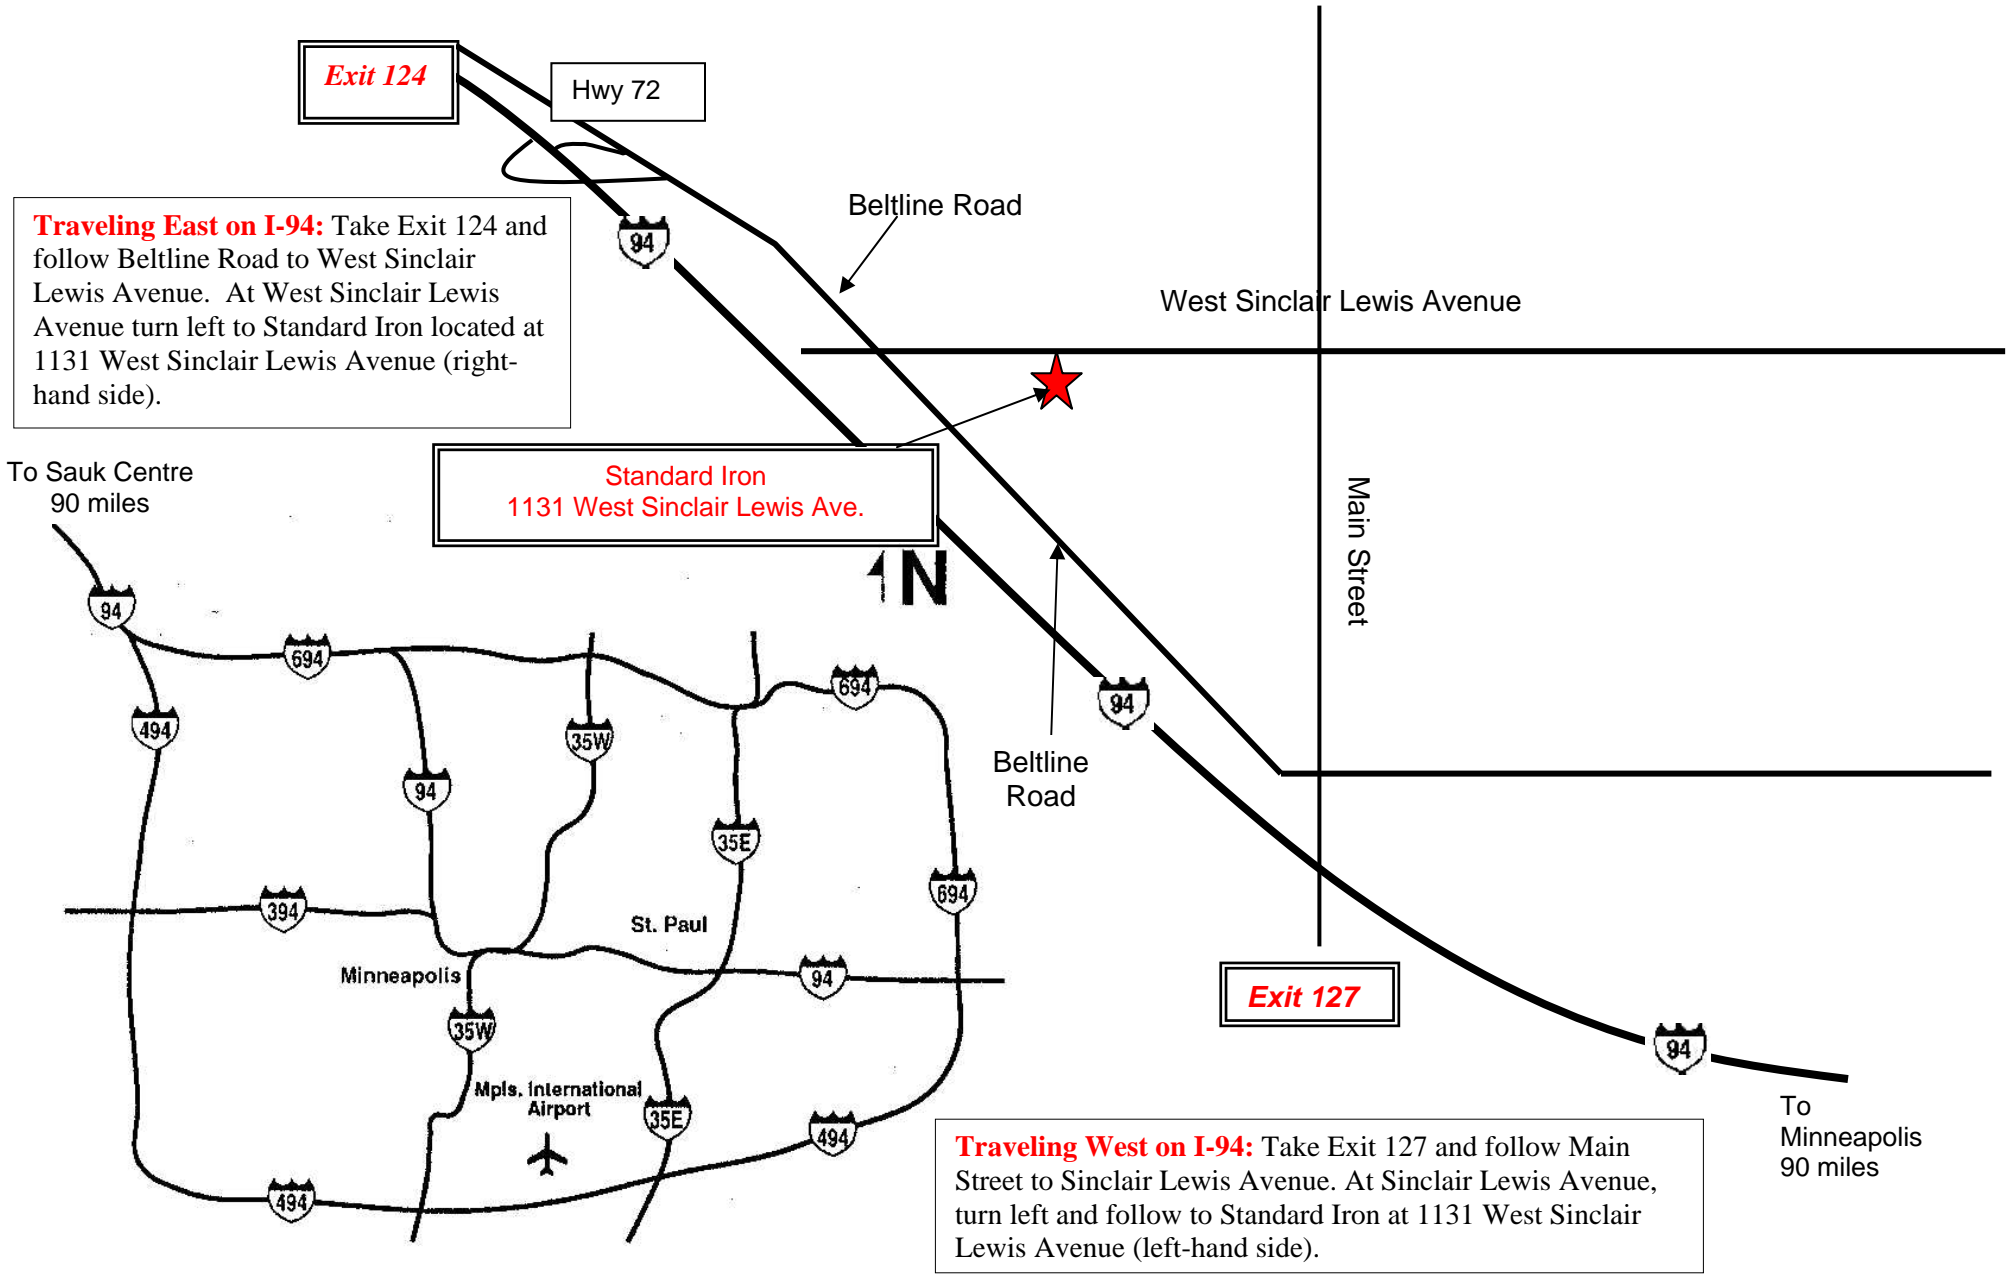 Exit 124
Hwy 72
Traveling East on I-94: Take Exit 124 and
follow Beltline Road to West Sinclair
Lewis Avenue.  At West Sinclair Lewis
Avenue turn left to Standard Iron located at
1131 West Sinclair Lewis Avenue (right-
hand side).
94
Beltline Road
West Sinclair Lewis Avenue
Standard Iron
1131 West Sinclair Lewis Ave.
Main Street
N
94
Beltline
Road
Exit 127
94
To
Minneapolis
90 miles
To Sauk Centre
90 miles
94
694
694
494
35W
94
35E
694
394
St. Paul
Minneapolis
94
35W
Mpls. International
Airport
35E
494
494
Traveling West on I-94: Take Exit 127 and follow Main
Street to Sinclair Lewis Avenue. At Sinclair Lewis Avenue,
turn left and follow to Standard Iron at 1131 West Sinclair
Lewis Avenue (left-hand side).